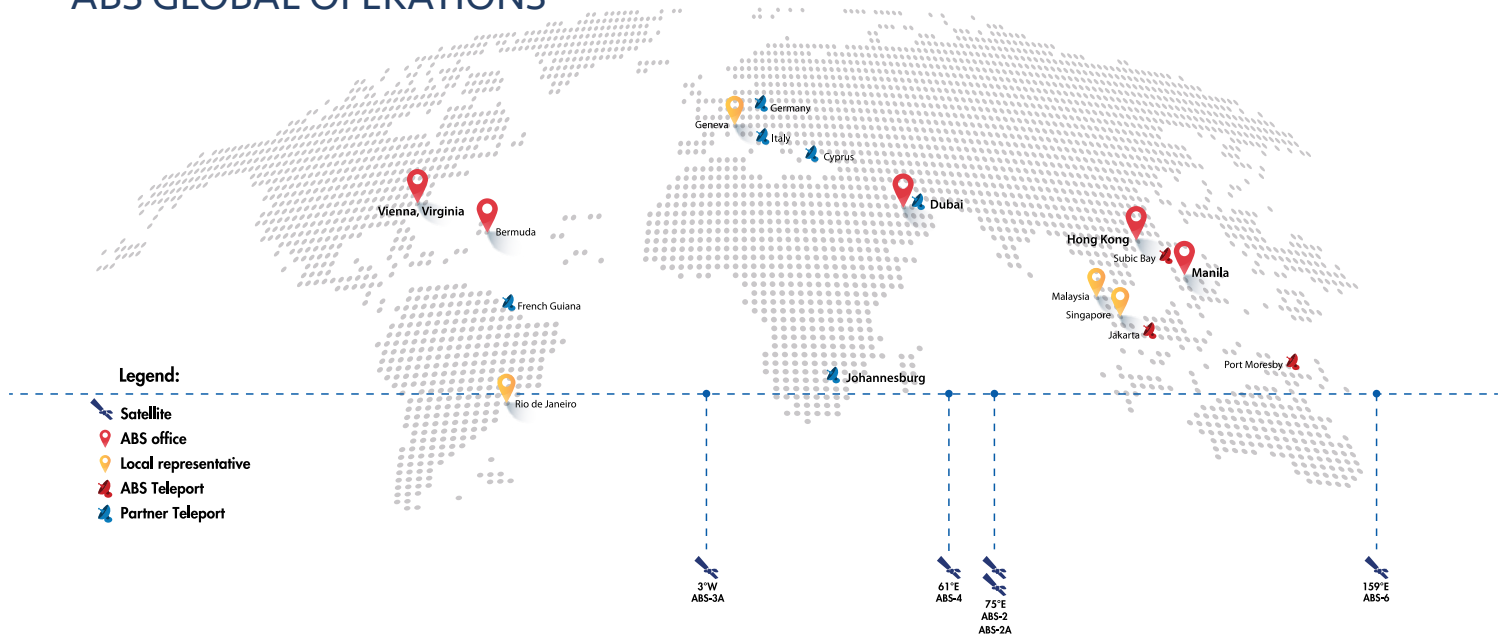 ABS GLOBAL OPERATIONS
Germany
Geneva
Italy
Cyprus
Vienna, Virginia
Dubai
Bermuda
Hong Kong
Subic Bay
Manila
Malaysia
French Guiana
Singapore
Jakarta
Port Moresby
Johannesburg
Rio de Janeiro
Legend:
Satellite
ABS office
Local representative
ABS Teleport
Partner Teleport
3°W
ABS-3A
61°E
ABS-4
75°E
ABS-2
ABS-2A
159°E
ABS-6